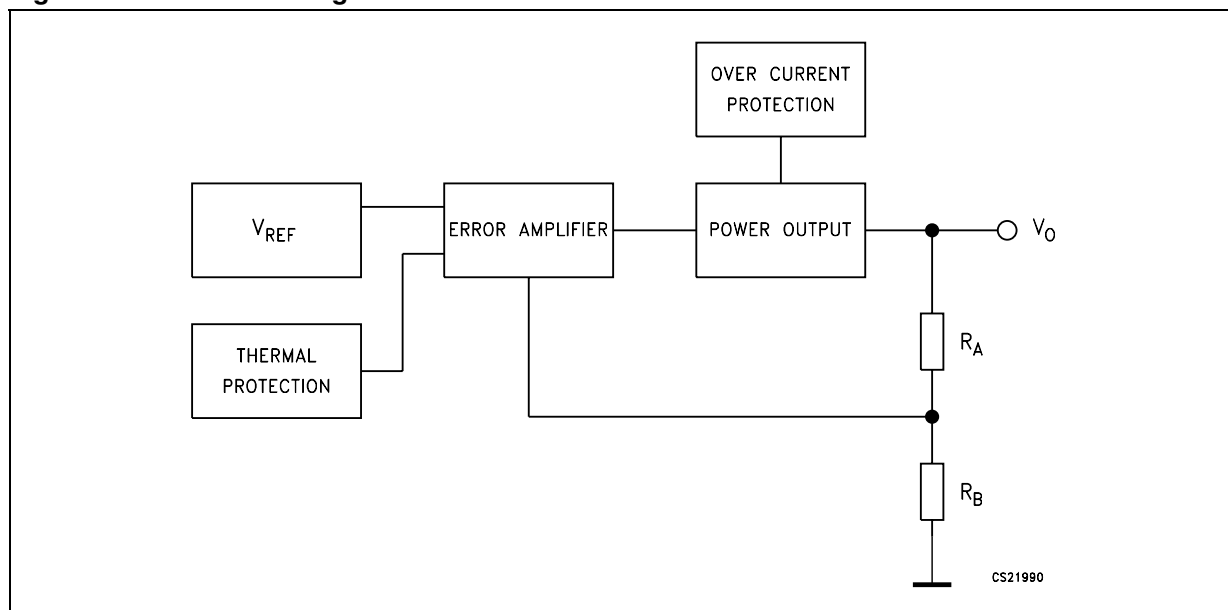 OVER CURRENT
PROTECTION
V_REF
ERROR AMPLIFIER
POWER OUTPUT
V_O
THERMAL
PROTECTION
R_A
R_B
CS21990